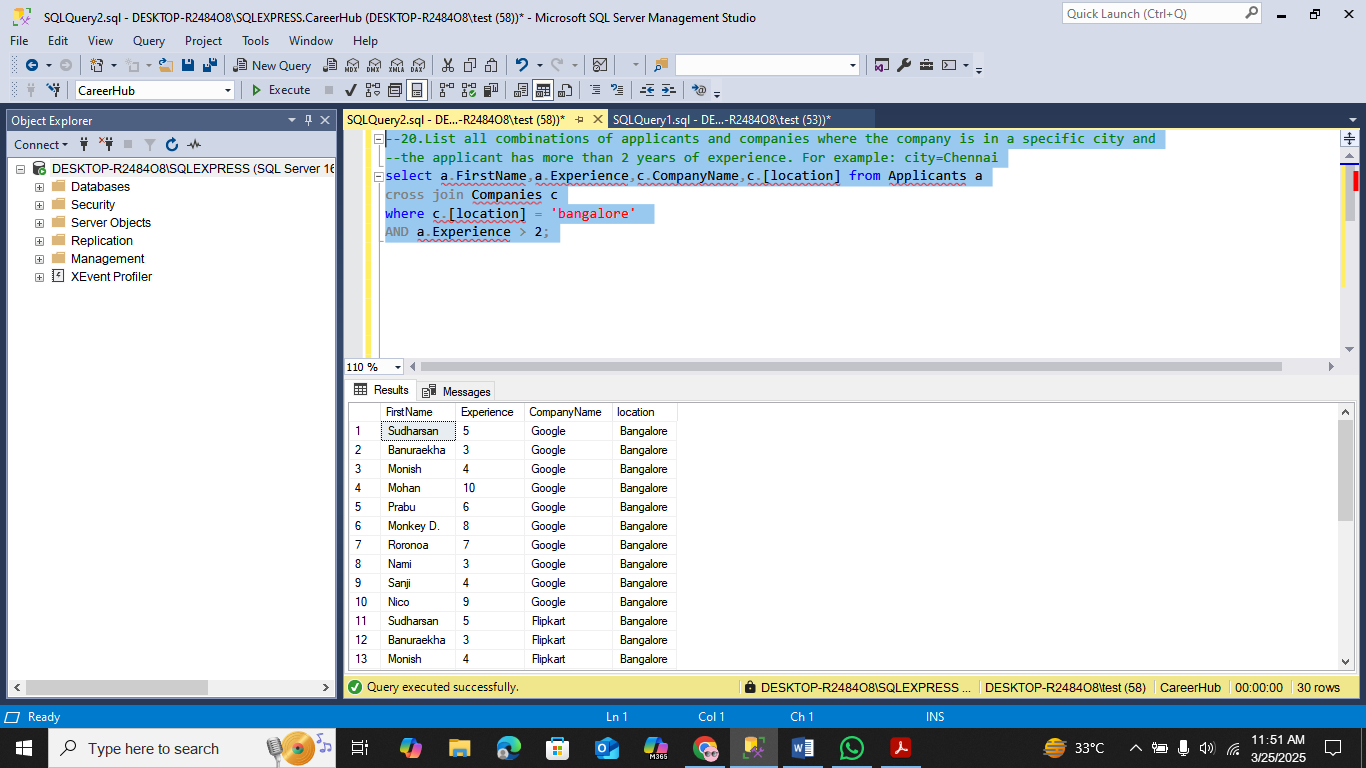 SQLQuery2.sql - DESKTOP-R2484O8\SQLEXPRESS.CareerHub (DESKTOP-R2484O8\test (58))* - Microsoft SQL Server Management Studio
Quick Launch (Ctrl+Q)
File Edit View Query Project Tools Window Help
New Query MDX DMX XMLA DAX
CareerHub Execute
Object Explorer
SQLQuery2.sql - DE...-R2484O8\test (58))* SQLQuery1.sql - DE...-R2484O8\test (53))*
Connect
DESKTOP-R2484O8\SQLEXPRESS (SQL Server 16
Databases
Security
Server Objects
Replication
Management
XEvent Profiler
--20.List all combinations of applicants and companies where the company is in a specific city and
--the applicant has more than 2 years of experience. For example: city=Chennai
select a.FirstName,a.Experience,c.CompanyName,c.[location] from Applicants a
cross join Companies c
where c.[location] = 'bangalore'
AND a.Experience > 2;
110 %
Results Messages
FirstName Experience CompanyName location
1 Sudharsan 5 Google Bangalore
2 Banuraekha 3 Google Bangalore
3 Monish 4 Google Bangalore
4 Mohan 10 Google Bangalore
5 Prabu 6 Google Bangalore
6 Monkey D. 8 Google Bangalore
7 Roronoa 7 Google Bangalore
8 Nami 3 Google Bangalore
9 Sanji 4 Google Bangalore
10 Nico 9 Google Bangalore
11 Sudharsan 5 Flipkart Bangalore
12 Banuraekha 3 Flipkart Bangalore
13 Monish 4 Flipkart Bangalore
Query executed successfully. DESKTOP-R2484O8\SQLEXPRESS ... DESKTOP-R2484O8\test (58) CareerHub 00:00:00 30 rows
Ready Ln 1 Col 1 Ch 1 INS
Type here to search M365 33°C 11:51 AM
3/25/2025